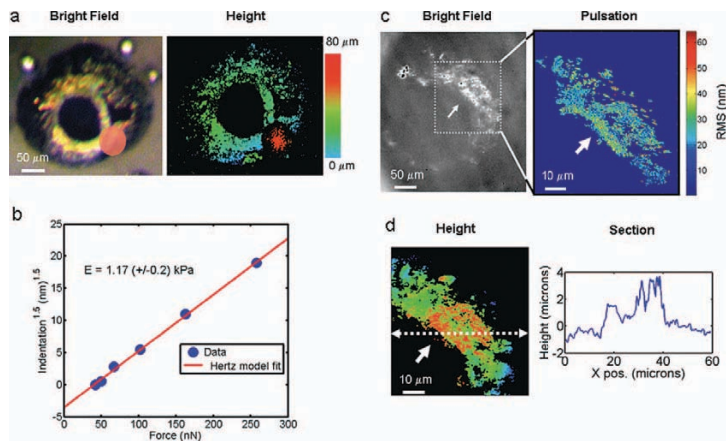 a
Bright Field
Height
80 μm
0 μm
50 μm
b
25
20
15
10
5
0
-5
0
50
100
150
200
250
300
Indentation^1.5 (nm)^1.5
E = 1.17 (+/-0.2) kPa
Data
Hertz model fit
Force (nN)
c
Bright Field
Pulsation
50 μm
10 μm
60
50
40
30
20
10
0
RMS (nm)
d
Height
Section
10 μm
Height (microns)
4
2
0
-2
0
20
40
60
X pos. (microns)